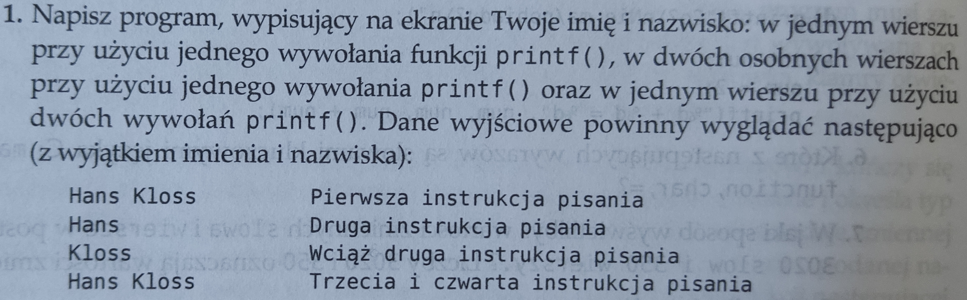 1. Napisz program, wypisujący na ekranie Twoje imię i nazwisko: w jednym wierszu
przy użyciu jednego wywołania funkcji printf(), w dwóch osobnych wierszach
przy użyciu jednego wywołania printf() oraz w jednym wierszu przy użyciu
dwóch wywołań printf(). Dane wyjściowe powinny wyglądać następująco
(z wyjątkiem imienia i nazwiska):
Hans Kloss Pierwsza instrukcja pisania
Hans Druga instrukcja pisania
Kloss Wciąż druga instrukcja pisania
Hans Kloss Trzecia i czwarta instrukcja pisania